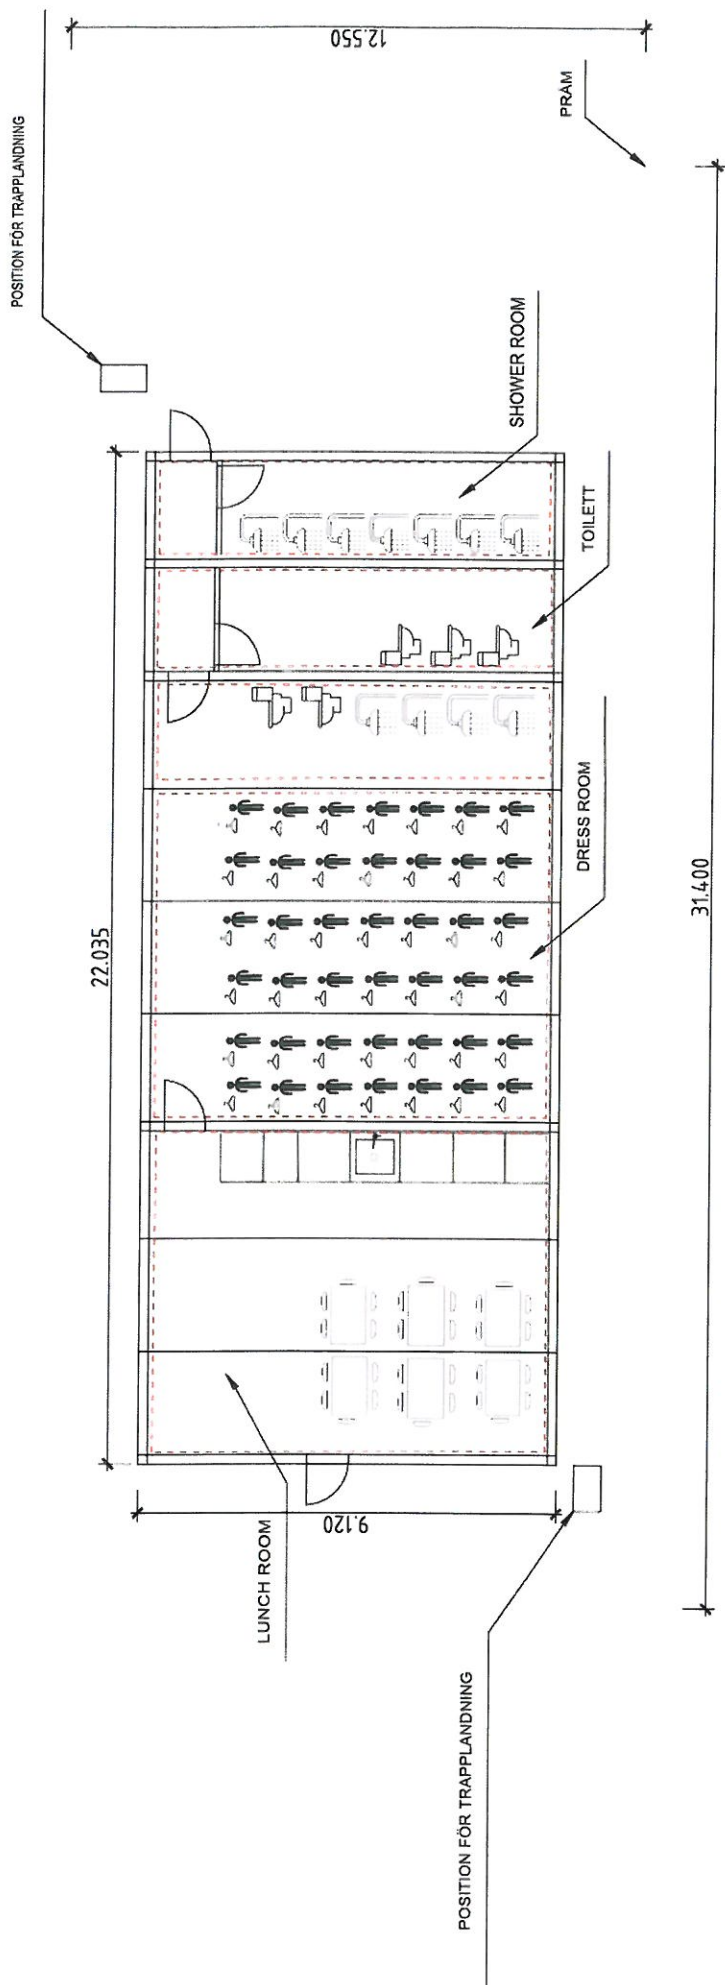 POSITION FÖR TRAPPLANDNING
12.550
PRÅM
SHOWER ROOM
TOILETT
22.035
DRESS ROOM
31.400
LUNCH ROOM
9.120
POSITION FÖR TRAPPLANDNING